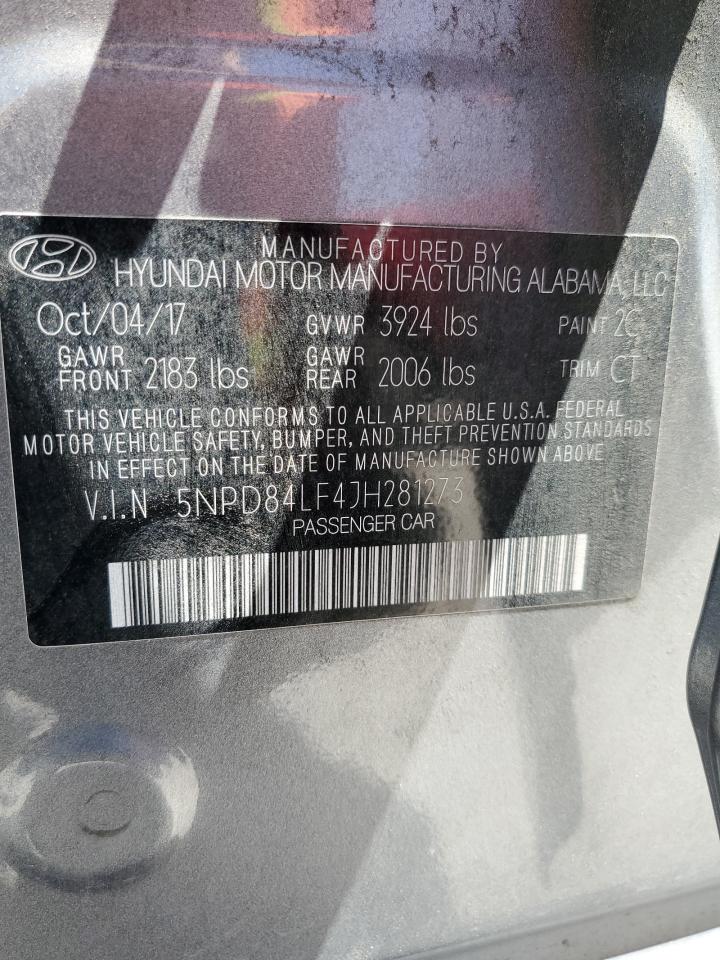 MANUFACTURED BY
HYUNDAI MOTOR MANUFACTURING ALABAMA, LLC
Oct/04/17 GVWR 3924 lbs PAINT 2C
GAWR FRONT 2183 lbs GAWR REAR 2006 lbs TRIM CT
THIS VEHICLE CONFORMS TO ALL APPLICABLE U.S.A. FEDERAL
MOTOR VEHICLE SAFETY, BUMPER, AND THEFT PREVENTION STANDARDS
IN EFFECT ON THE DATE OF MANUFACTURE SHOWN ABOVE
V.I.N 5NPD84LF4JH281273
PASSENGER CAR